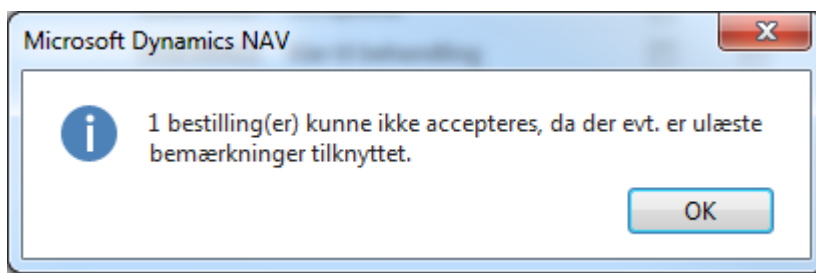 Microsoft Dynamics NAV
1 bestilling(er) kunne ikke accepteres, da der evt. er ulæste
bemærkninger tilknyttet.
OK